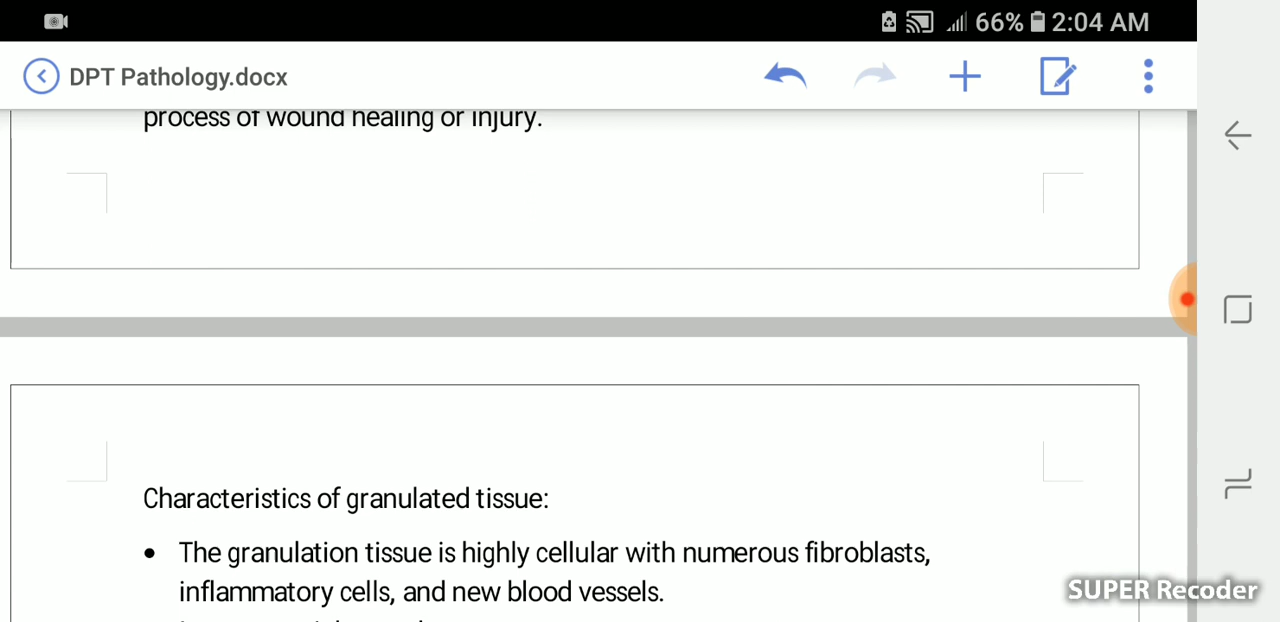 66% 2:04 AM
DPT Pathology.docx
process of wound healing or injury.
Characteristics of granulated tissue:
• The granulation tissue is highly cellular with numerous fibroblasts,
inflammatory cells, and new blood vessels.
SUPER Recoder